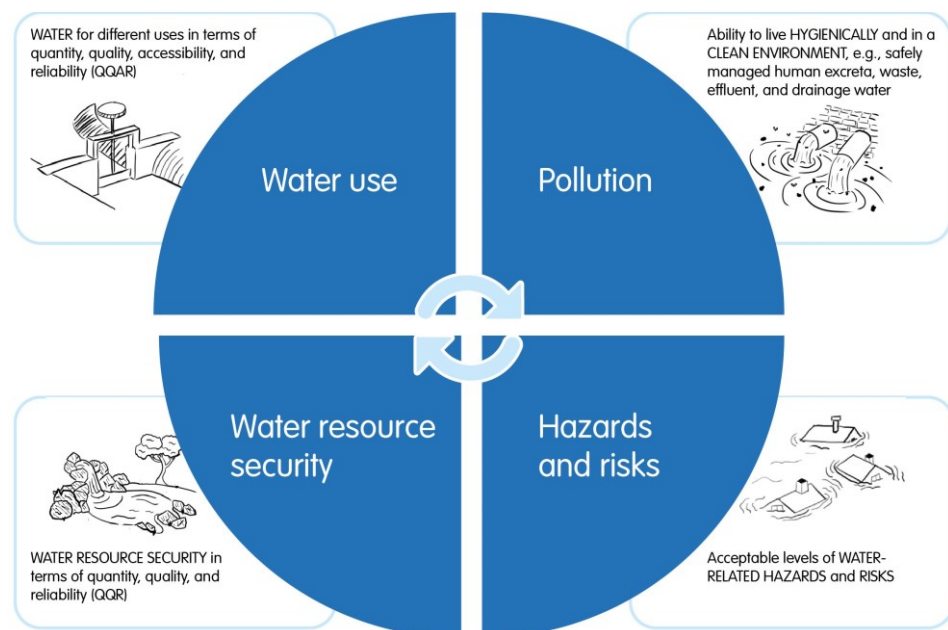 WATER for different uses in terms of
quantity, quality, accessibility, and
reliability (QQAR)
Ability to live HYGIENICALLY and in a
CLEAN ENVIRONMENT, e.g., safely
managed human excreta, waste,
effluent, and drainage water
Water use
Pollution
Water resource
security
Hazards
and risks
WATER RESOURCE SECURITY in
terms of quantity, quality, and
reliability (QQR)
Acceptable levels of WATER-
RELATED HAZARDS and RISKS